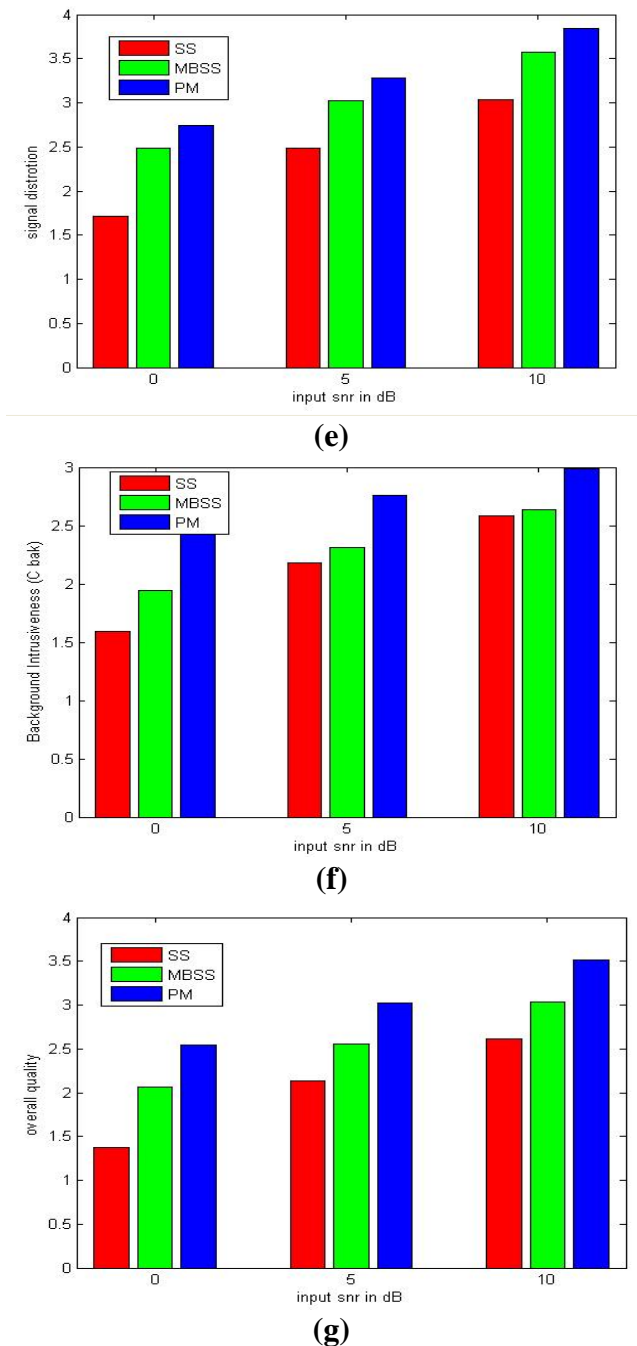 4
3.5
3
2.5
2
1.5
1
0.5
0
signal distrotion
SS
MBSS
PM
0 5 10
input snr in dB
(e)
3
2.5
2
1.5
1
0.5
0
Background Intrusiveness (C bak)
SS
MBSS
PM
0 5 10
input snr in dB
(f)
4
3.5
3
2.5
2
1.5
1
0.5
0
overall quality
SS
MBSS
PM
0 5 10
input snr in dB
(g)